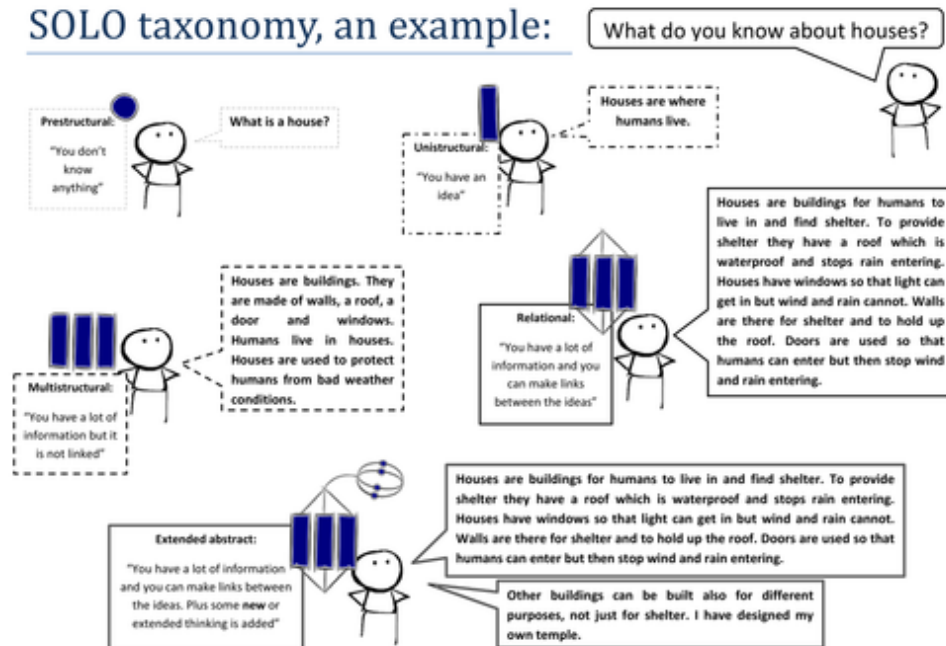 SOLO taxonomy, an example:
What do you know about houses?
Prestructural:
"You don't
know
anything"
What is a house?
Unistructural:
"You have an
idea"
Houses are where
humans live.
Multistructural:
"You have a lot of
information but it
is not linked"
Houses are buildings. They
are made of walls, a roof, a
door and windows.
Humans live in houses.
Houses are used to protect
humans from bad weather
conditions.
Relational:
"You have a lot of
information and you
can make links
between the ideas"
Houses are buildings for humans to
live in and find shelter. To provide
shelter they have a roof which is
waterproof and stops rain entering.
Houses have windows so that light can
get in but wind and rain cannot. Walls
are there for shelter and to hold up
the roof. Doors are used so that
humans can enter but then stop wind
and rain entering.
Extended abstract:
"You have a lot of information
and you can make links between
the ideas. Plus some new or
extended thinking is added"
Houses are buildings for humans to live in and find shelter. To provide
shelter they have a roof which is waterproof and stops rain entering.
Houses have windows so that light can get in but wind and rain cannot.
Walls are there for shelter and to hold up the roof. Doors are used so that
humans can enter but then stop wind and rain entering.
Other buildings can be built also for different
purposes, not just for shelter. I have designed my
own temple.